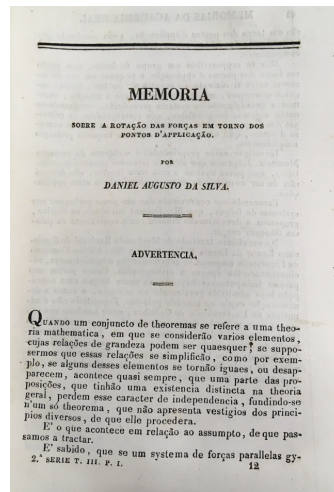 MEMORIA
SOBRE A ROTAÇÃO DAS FORÇAS EM TORNO DOS
PONTOS D'APPLICAÇÃO.
POR
DANIEL AUGUSTO DA SILVA.
ADVERTENCIA.
QUANDO um conjuncto de theoremas se refere a uma theo-
ria mathematica, em que se considerão varios elementos,
cujas relações de grandeza podem ser quaesquer; se suppo-
sermos que essas relações se simplificão, como por exem-
plo, se alguns desses elementos se tornão iguaes, ou desap-
parecem, acontece quasi sempre, que uma parte das pro-
posições, que tinhão uma existencia distincta na theoria
geral, perdem esse caracter de independencia, fundindo-se
n'um só theorema, que não apresenta vestigios dos princi-
pios diversos, de que elle procedera.
E' o que acontece em relação ao assumpto, de que pas-
samos a tractar.
E' sabido, que se um systema de forças parallelas gy-
2.ª SERIE T. III. P. I. 12